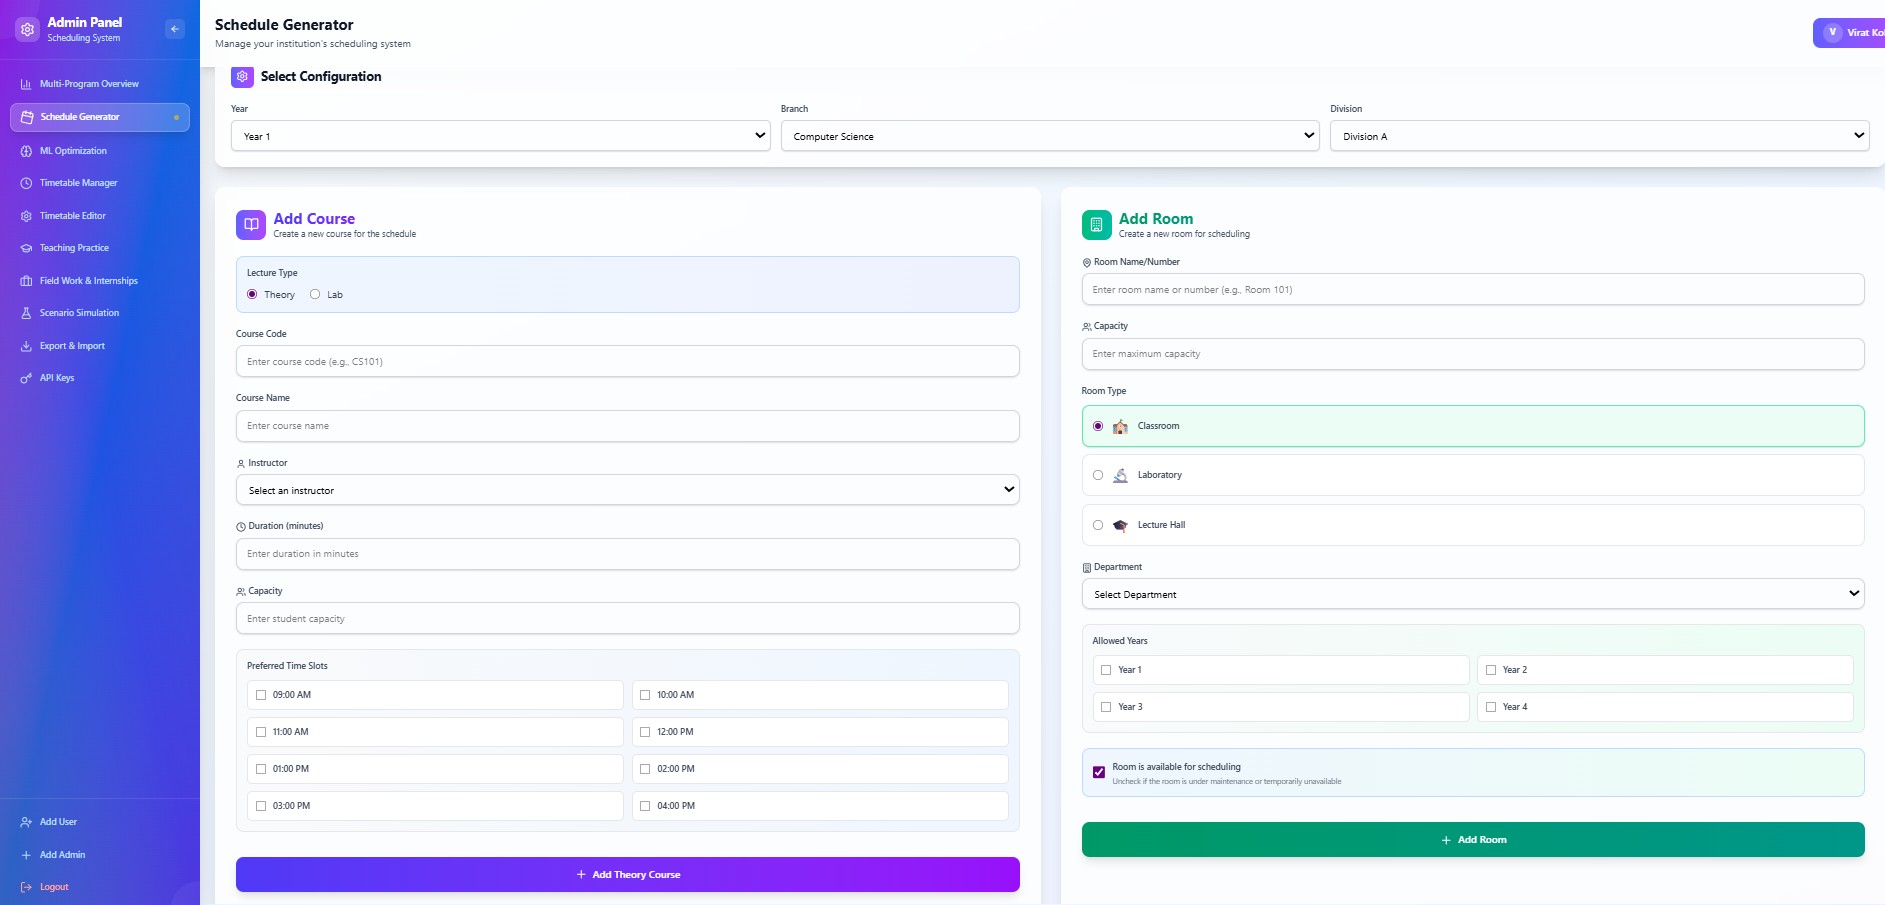 Admin Panel
Scheduling System
Multi-Program Overview
Schedule Generator
ML Optimization
Timetable Manager
Timetable Editor
Teaching Practice
Field Work & Internships
Scenario Simulation
Export & Import
API Keys
Add User
Add Admin
Logout
Schedule Generator
Manage your institution's scheduling system
V Virat Kol
Select Configuration
Year
Year 1
Branch
Computer Science
Division
Division A
Add Course
Create a new course for the schedule
Lecture Type
Theory Lab
Course Code
Enter course code (e.g., CS101)
Course Name
Enter course name
Instructor
Select an instructor
Duration (minutes)
Enter duration in minutes
Capacity
Enter student capacity
Preferred Time Slots
09:00 AM 10:00 AM
11:00 AM 12:00 PM
01:00 PM 02:00 PM
03:00 PM 04:00 PM
+ Add Theory Course
Add Room
Create a new room for scheduling
Room Name/Number
Enter room name or number (e.g., Room 101)
Capacity
Enter maximum capacity
Room Type
Classroom
Laboratory
Lecture Hall
Department
Select Department
Allowed Years
Year 1 Year 2
Year 3 Year 4
Room is available for scheduling
Uncheck if the room is under maintenance or temporarily unavailable
+ Add Room